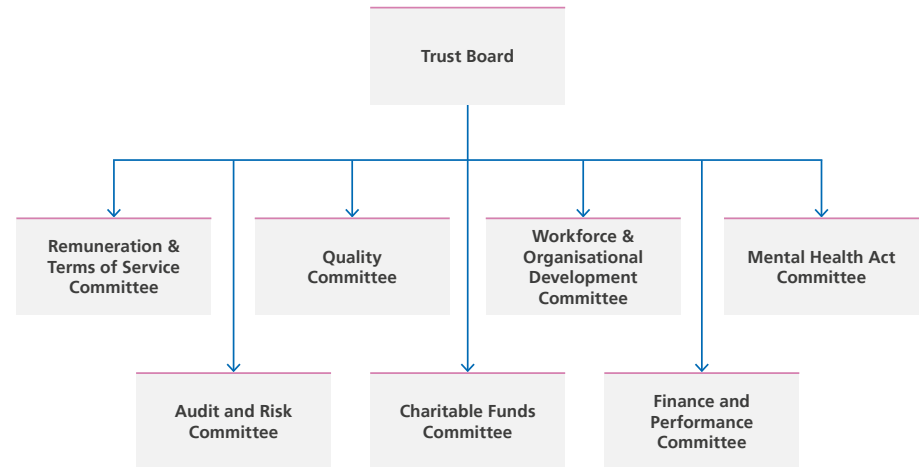 Trust Board
Remuneration &
Terms of Service
Committee
Quality
Committee
Workforce &
Organisational
Development
Committee
Mental Health Act
Committee
Audit and Risk
Committee
Charitable Funds
Committee
Finance and
Performance
Committee